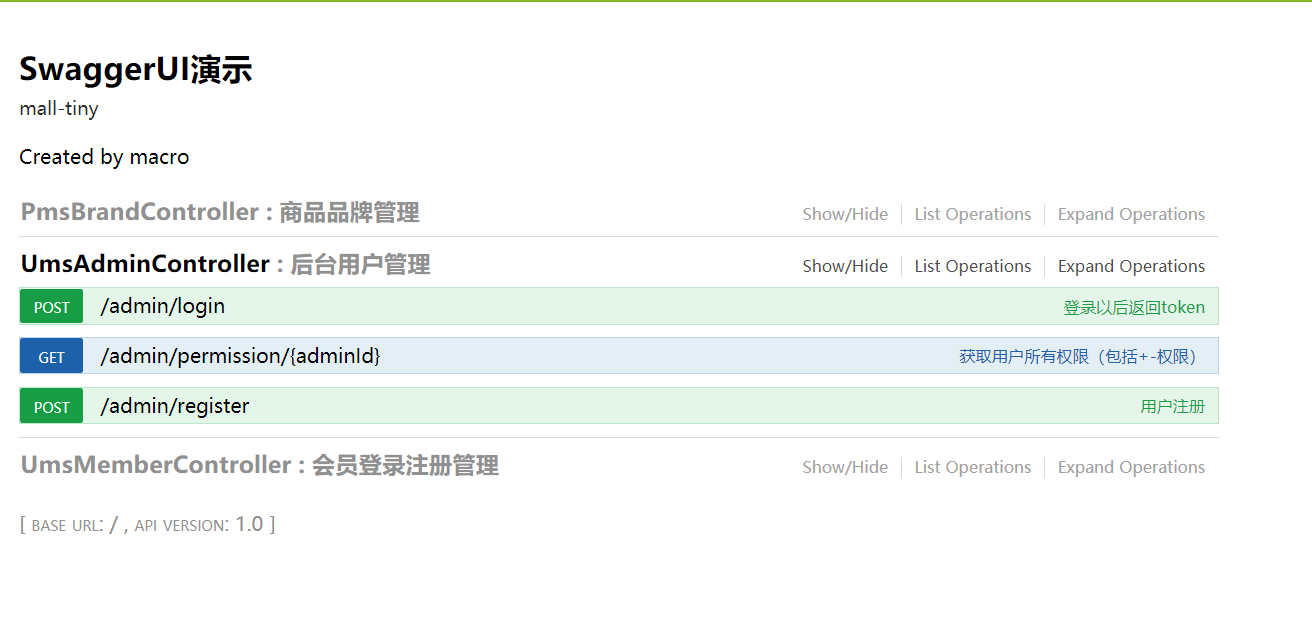 SwaggerUI演示
mall-tiny
Created by macro
PmsBrandController : 商品品牌管理 Show/Hide List Operations Expand Operations
UmsAdminController : 后台用户管理 Show/Hide List Operations Expand Operations
POST /admin/login 登录以后返回token
GET /admin/permission/{adminId} 获取用户所有权限（包括+-权限）
POST /admin/register 用户注册
UmsMemberController : 会员登录注册管理 Show/Hide List Operations Expand Operations
[ BASE URL: / , API VERSION: 1.0 ]